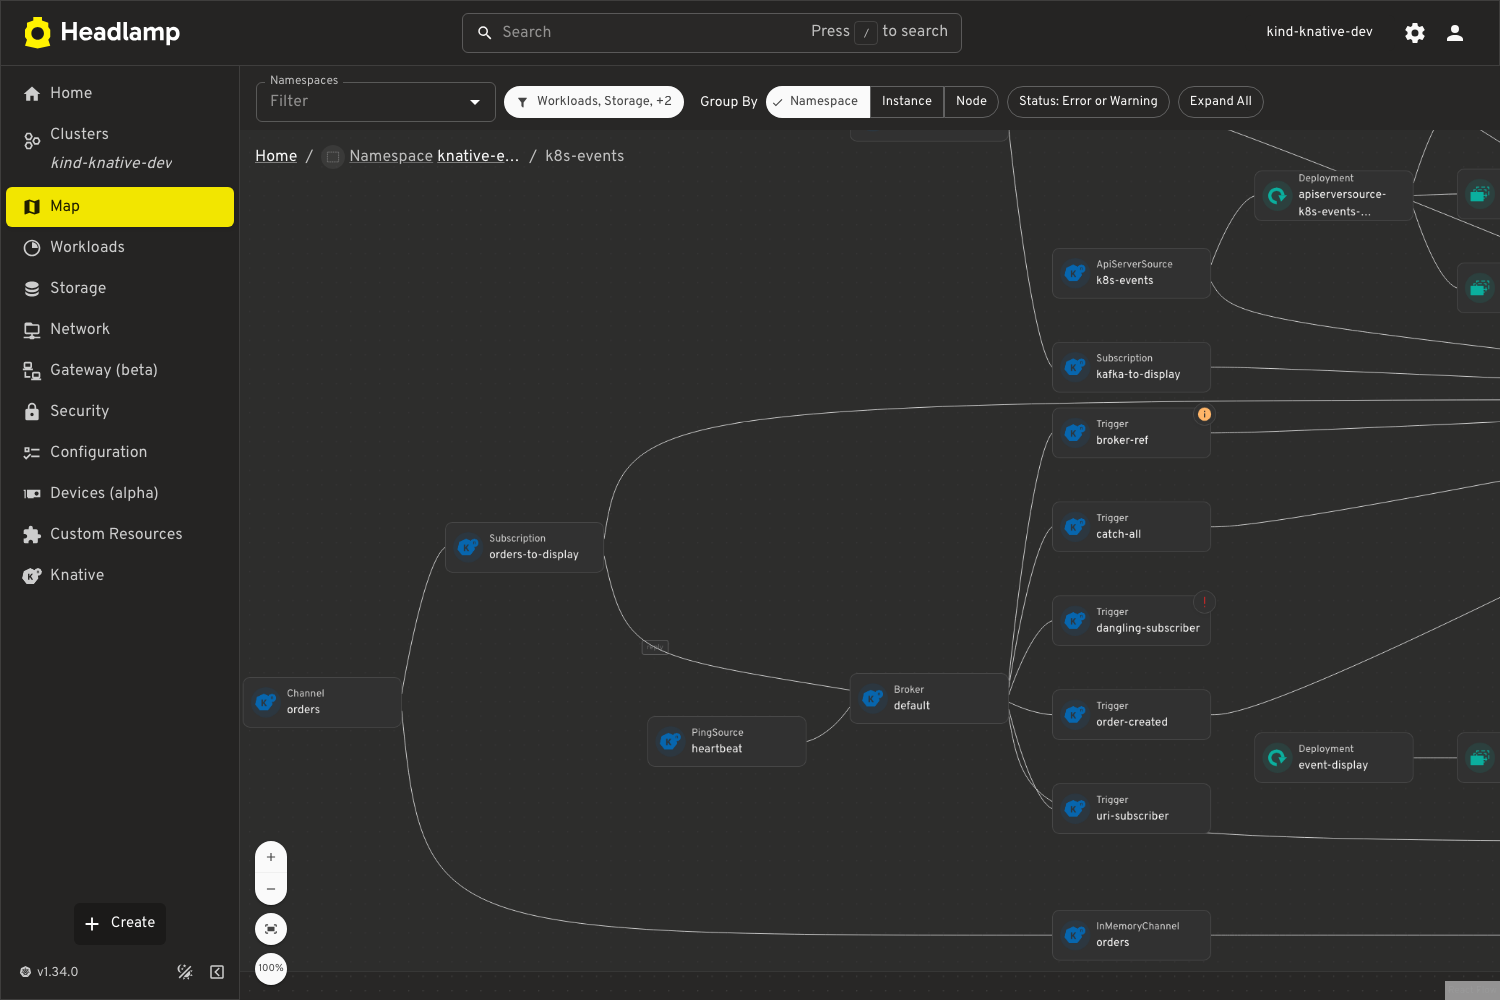 Headlamp
Search
Press / to search
kind-knative-dev
Home
Clusters
kind-knative-dev
Map
Workloads
Storage
Network
Gateway (beta)
Security
Configuration
Devices (alpha)
Custom Resources
Knative
Create
v1.34.0
Namespaces
Filter
Workloads, Storage, +2
Group By
Namespace
Instance
Node
Status: Error or Warning
Expand All
Home / Namespace knative-e... / k8s-events
Deployment
apiserversource-
k8s-events-...
ApiServerSource
k8s-events
Subscription
kafka-to-display
Trigger
broker-ref
Trigger
catch-all
Subscription
orders-to-display
Trigger
dangling-subscriber
Channel
orders
Broker
default
Trigger
order-created
PingSource
heartbeat
Deployment
event-display
Trigger
uri-subscriber
InMemoryChannel
orders
100%